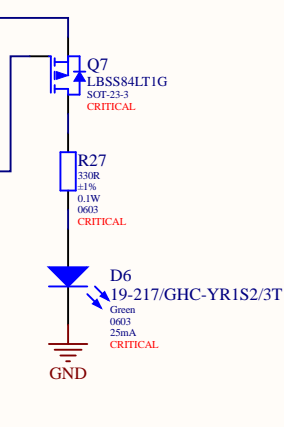 Q7
LBSS84LT1G
SOT-23-3
CRITICAL
R27
330R
±1%
0.1W
0603
CRITICAL
D6
19-217/GHC-YR1S2/3T
Green
0603
25mA
CRITICAL
GND